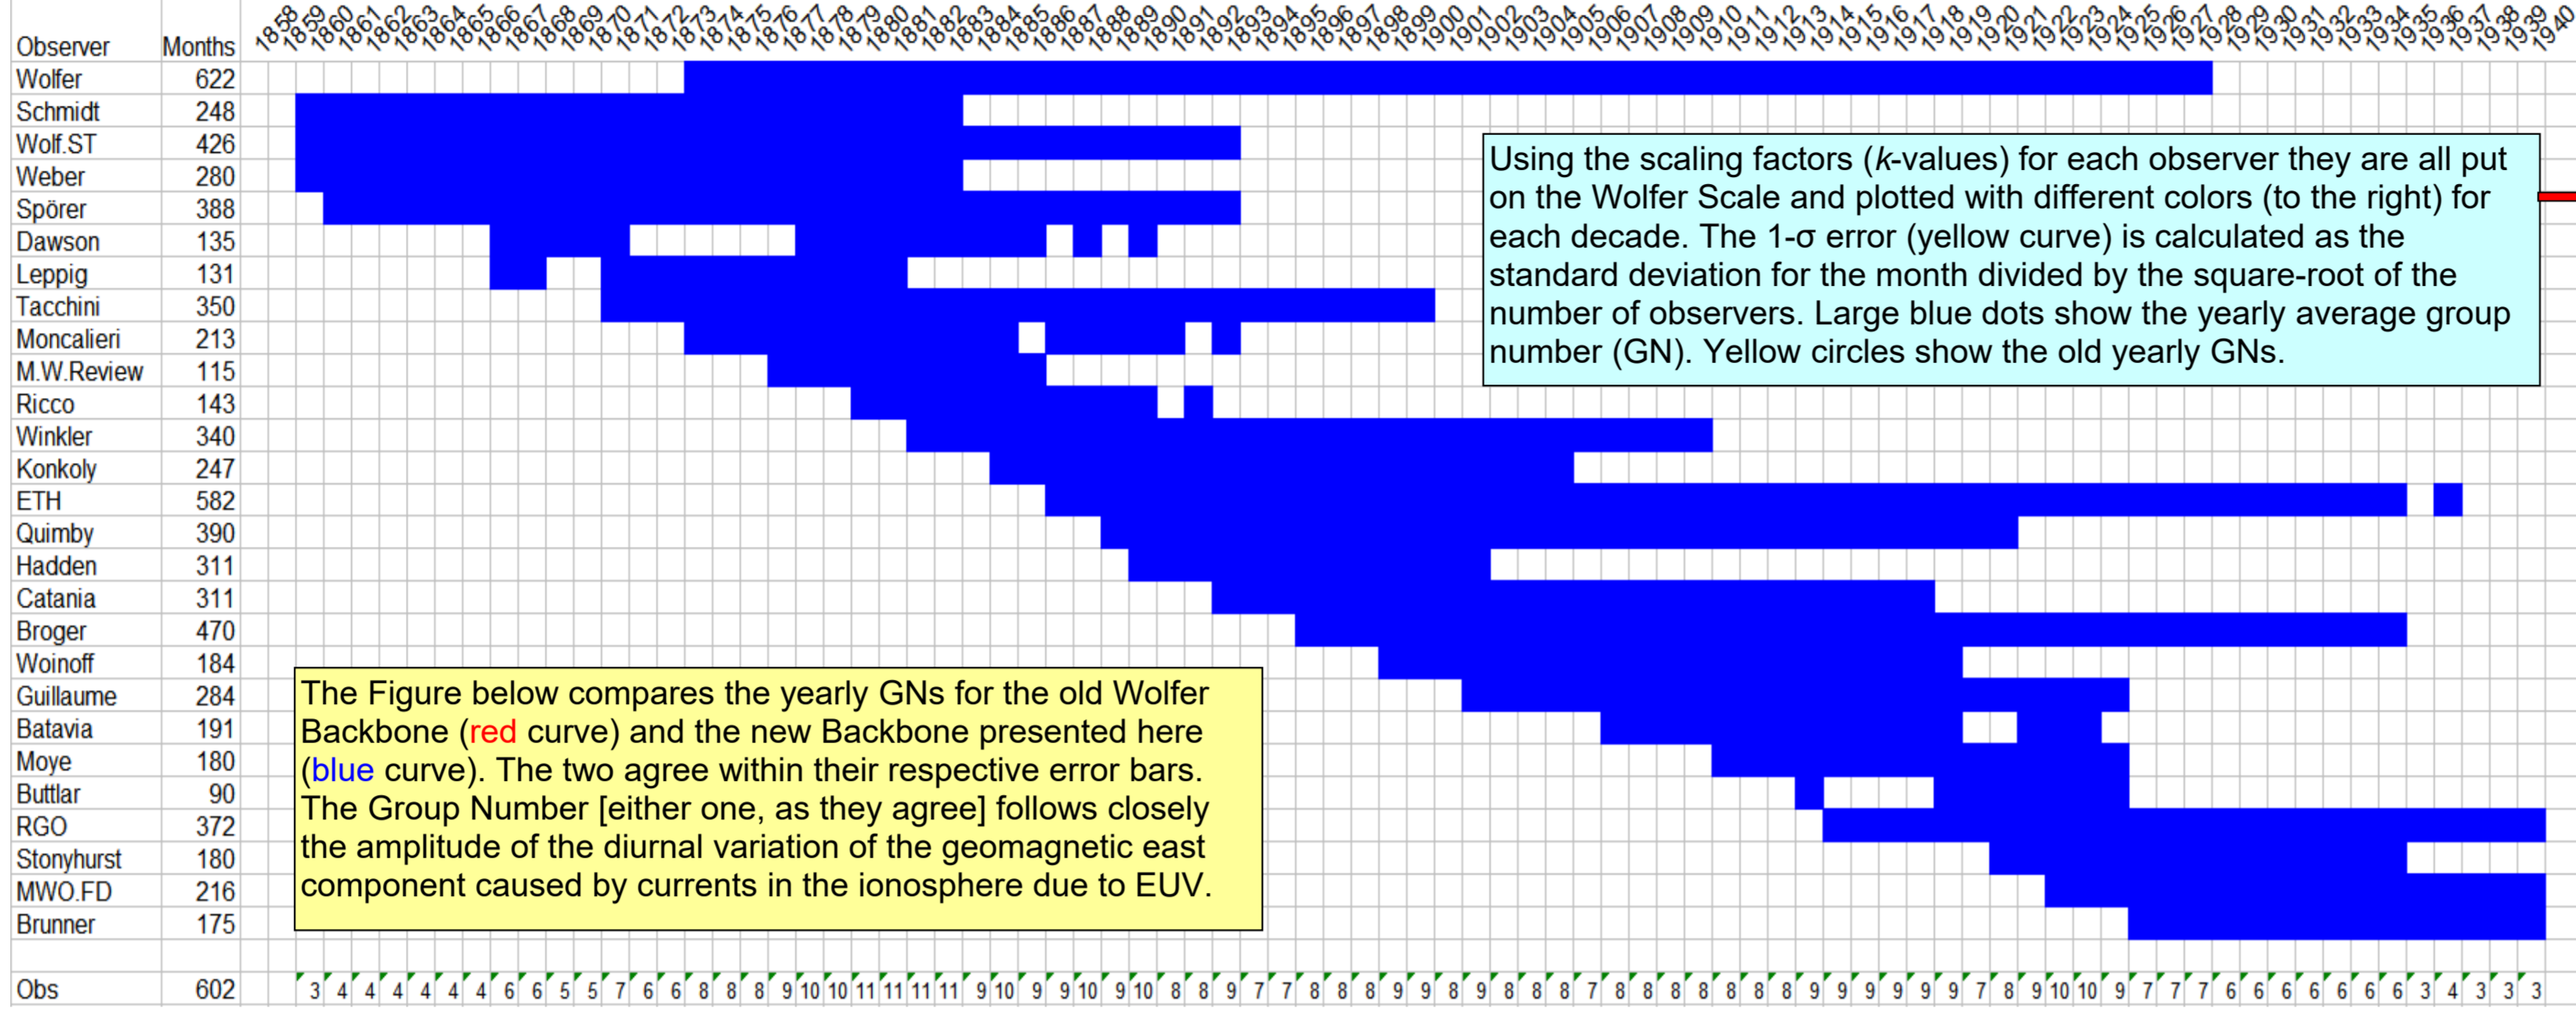 Observer Months 1858 1859 1860 1861 1862 1863 1864 1865 1866 1867 1868 1869 1870 1871 1872 1873 1874 1875 1876 1877 1878 1879 1880 1881 1882 1883 1884 1885 1886 1887 1888 1889 1890 1891 1892 1893 1894 1895 1896 1897 1898 1899 1900 1901 1902 1903 1904 1905 1906 1907 1908 1909 1910 1911 1912 1913 1914 1915 1916 1917 1918 1919 1920 1921 1922 1923 1924 1925 1926 1927 1928 1929 1930 1931 1932 1933 1934 1935 1936 1937 1938 1939 1940
Wolfer 622
Schmidt 248
Wolf.ST 426
Weber 280
Spörer 388
Dawson 135
Leppig 131
Tacchini 350
Moncalieri 213
M.W.Review 115
Ricco 143
Winkler 340
Konkoly 247
ETH 582
Quimby 390
Hadden 311
Catania 311
Broger 470
Woinoff 184
Guillaume 284
Batavia 191
Moye 180
Buttlar 90
RGO 372
Stonyhurst 180
MWO.FD 216
Brunner 175
Obs 602 3 4 4 4 4 4 4 6 6 5 5 7 6 6 8 8 8 9 10 10 11 11 11 11 9 10 9 9 10 9 10 8 8 9 7 7 8 8 8 9 9 8 9 8 8 8 7 8 8 8 8 8 8 8 9 9 9 9 9 9 7 8 9 10 10 9 7 7 7 6 6 6 6 6 6 6 3 4 3 3 3
Using the scaling factors (k-values) for each observer they are all put
on the Wolfer Scale and plotted with different colors (to the right) for
each decade. The 1-σ error (yellow curve) is calculated as the
standard deviation for the month divided by the square-root of the
number of observers. Large blue dots show the yearly average group
number (GN). Yellow circles show the old yearly GNs.
The Figure below compares the yearly GNs for the old Wolfer
Backbone (red curve) and the new Backbone presented here
(blue curve). The two agree within their respective error bars.
The Group Number [either one, as they agree] follows closely
the amplitude of the diurnal variation of the geomagnetic east
component caused by currents in the ionosphere due to EUV.